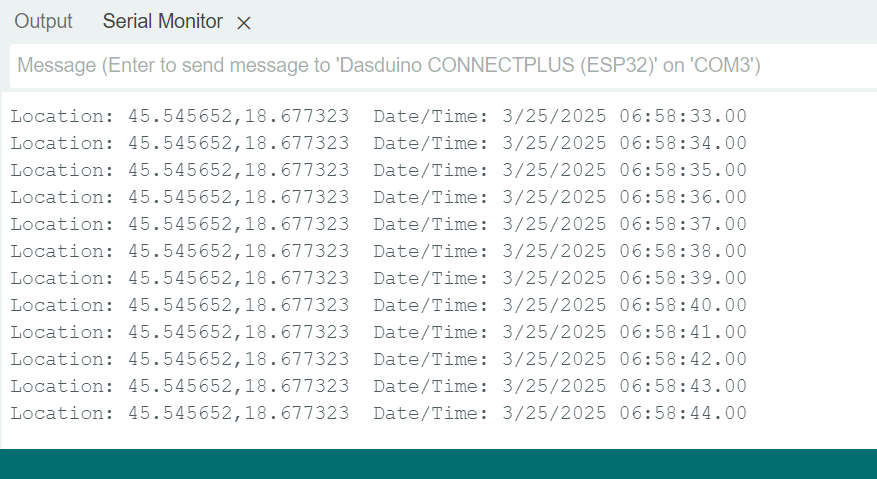 Output Serial Monitor ×
Message (Enter to send message to 'Dasduino CONNECTPLUS (ESP32)' on 'COM3')
Location: 45.545652,18.677323  Date/Time: 3/25/2025 06:58:33.00
Location: 45.545652,18.677323  Date/Time: 3/25/2025 06:58:34.00
Location: 45.545652,18.677323  Date/Time: 3/25/2025 06:58:35.00
Location: 45.545652,18.677323  Date/Time: 3/25/2025 06:58:36.00
Location: 45.545652,18.677323  Date/Time: 3/25/2025 06:58:37.00
Location: 45.545652,18.677323  Date/Time: 3/25/2025 06:58:38.00
Location: 45.545652,18.677323  Date/Time: 3/25/2025 06:58:39.00
Location: 45.545652,18.677323  Date/Time: 3/25/2025 06:58:40.00
Location: 45.545652,18.677323  Date/Time: 3/25/2025 06:58:41.00
Location: 45.545652,18.677323  Date/Time: 3/25/2025 06:58:42.00
Location: 45.545652,18.677323  Date/Time: 3/25/2025 06:58:43.00
Location: 45.545652,18.677323  Date/Time: 3/25/2025 06:58:44.00